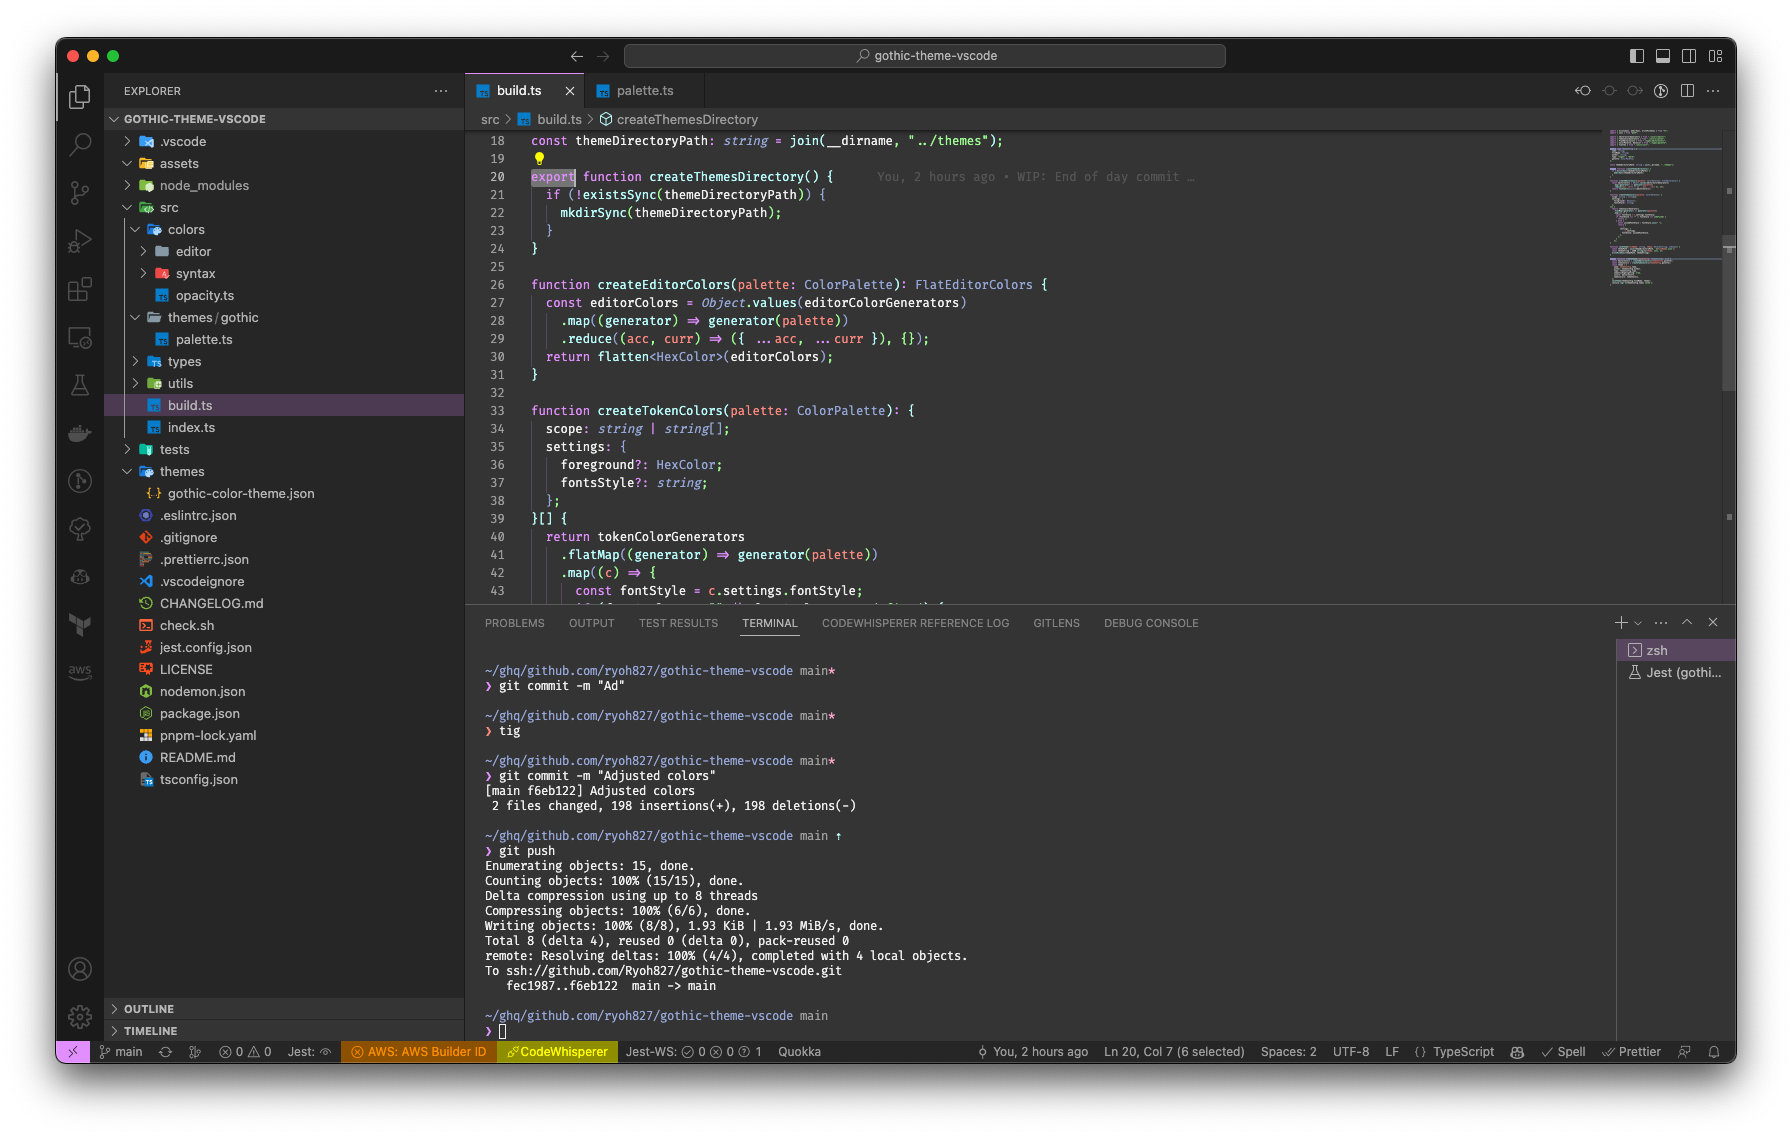 gothic-theme-vscode
EXPLORER
GOTHIC-THEME-VSCODE
.vscode
assets
node_modules
src
colors
editor
syntax
opacity.ts
themes/gothic
palette.ts
types
utils
build.ts
index.ts
tests
themes
gothic-color-theme.json
.eslintrc.json
.gitignore
.prettierrc.json
.vscodeignore
CHANGELOG.md
check.sh
jest.config.json
LICENSE
nodemon.json
package.json
pnpm-lock.yaml
README.md
tsconfig.json
OUTLINE
TIMELINE
aws
build.ts
palette.ts
src > build.ts > createThemesDirectory
18 const themeDirectoryPath: string = join(__dirname, "../themes");
19
20 export function createThemesDirectory() { You, 2 hours ago • WIP: End of day commit …
21 if (!existsSync(themeDirectoryPath)) {
22 mkdirSync(themeDirectoryPath);
23 }
24 }
25
26 function createEditorColors(palette: ColorPalette): FlatEditorColors {
27 const editorColors = Object.values(editorColorGenerators)
28 .map((generator) => generator(palette))
29 .reduce((acc, curr) => ({ ...acc, ...curr }), {});
30 return flatten<HexColor>(editorColors);
31 }
32
33 function createTokenColors(palette: ColorPalette): {
34 scope: string | string[];
35 settings: {
36 foreground?: HexColor;
37 fontsStyle?: string;
38 };
39 }[] {
40 return tokenColorGenerators
41 .flatMap((generator) => generator(palette))
42 .map((c) => {
43 const fontStyle = c.settings.fontStyle;
PROBLEMS OUTPUT TEST RESULTS TERMINAL CODEWHISPERER REFERENCE LOG GITLENS DEBUG CONSOLE
~/ghq/github.com/ryoh827/gothic-theme-vscode main*
❯ git commit -m "Ad"
~/ghq/github.com/ryoh827/gothic-theme-vscode main*
❯ tig
~/ghq/github.com/ryoh827/gothic-theme-vscode main*
❯ git commit -m "Adjusted colors"
[main f6eb122] Adjusted colors
2 files changed, 198 insertions(+), 198 deletions(-)
~/ghq/github.com/ryoh827/gothic-theme-vscode main ↑
❯ git push
Enumerating objects: 15, done.
Counting objects: 100% (15/15), done.
Delta compression using up to 8 threads
Compressing objects: 100% (6/6), done.
Writing objects: 100% (8/8), 1.93 KiB | 1.93 MiB/s, done.
Total 8 (delta 4), reused 0 (delta 0), pack-reused 0
remote: Resolving deltas: 100% (4/4), completed with 4 local objects.
To ssh://github.com/Ryoh827/gothic-theme-vscode.git
fec1987..f6eb122 main -> main
~/ghq/github.com/ryoh827/gothic-theme-vscode main
❯
zsh
Jest (gothi...
main 0 0 Jest: AWS: AWS Builder ID CodeWhisperer Jest-WS: 0 0 1 Quokka You, 2 hours ago Ln 20, Col 7 (6 selected) Spaces: 2 UTF-8 LF {} TypeScript Spell Prettier